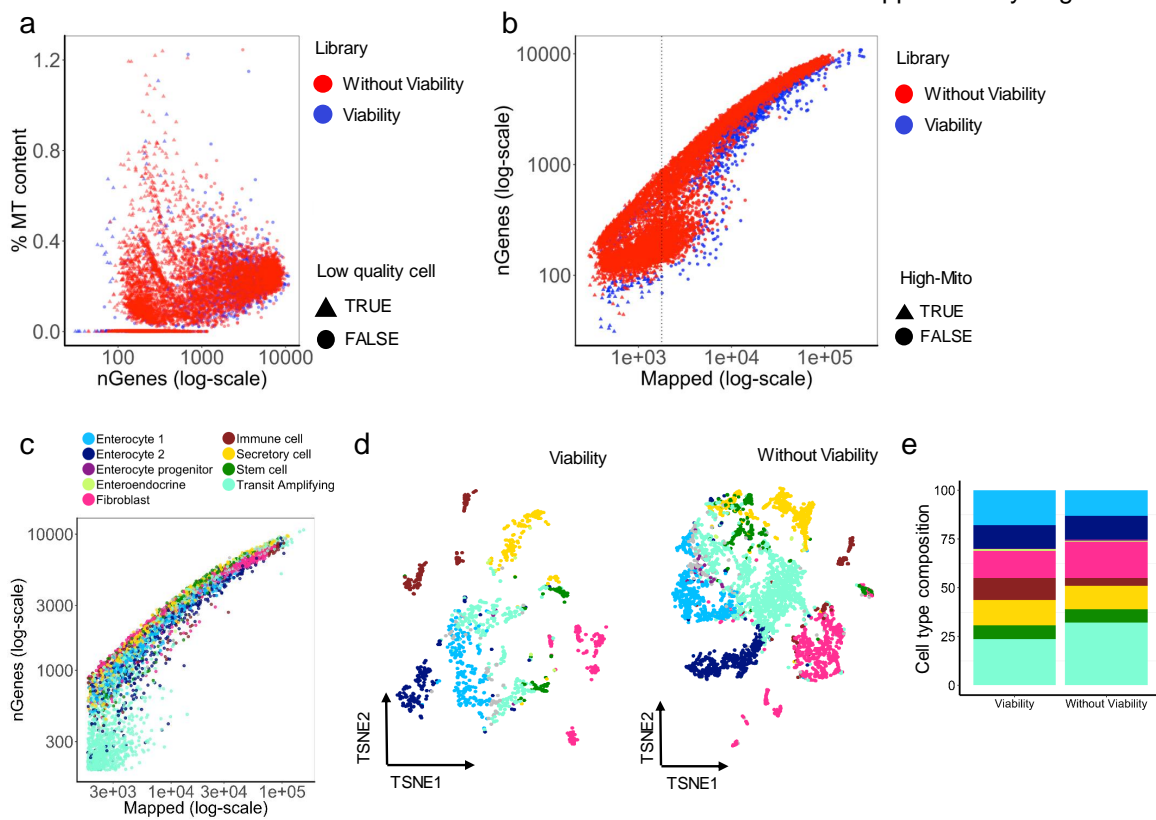 a
1.2
0.8
0.4
0.0
% MT content
100
1000
10000
nGenes (log-scale)
Library
Without Viability
Viability
Low quality cell
TRUE
FALSE
b
10000
1000
100
nGenes (log-scale)
1e+03
1e+04
1e+05
Mapped (log-scale)
Library
Without Viability
Viability
High-Mito
TRUE
FALSE
c
Enterocyte 1
Enterocyte 2
Enterocyte progenitor
Enteroendocrine
Fibroblast
Immune cell
Secretory cell
Stem cell
Transit Amplifying
10000
3000
1000
300
nGenes (log-scale)
3e+03
1e+04
3e+04
1e+05
Mapped (log-scale)
d
Viability
Without Viability
TSNE2
TSNE1
TSNE2
TSNE1
e
100
75
50
25
0
Cell type composition
Viability
Without Viability